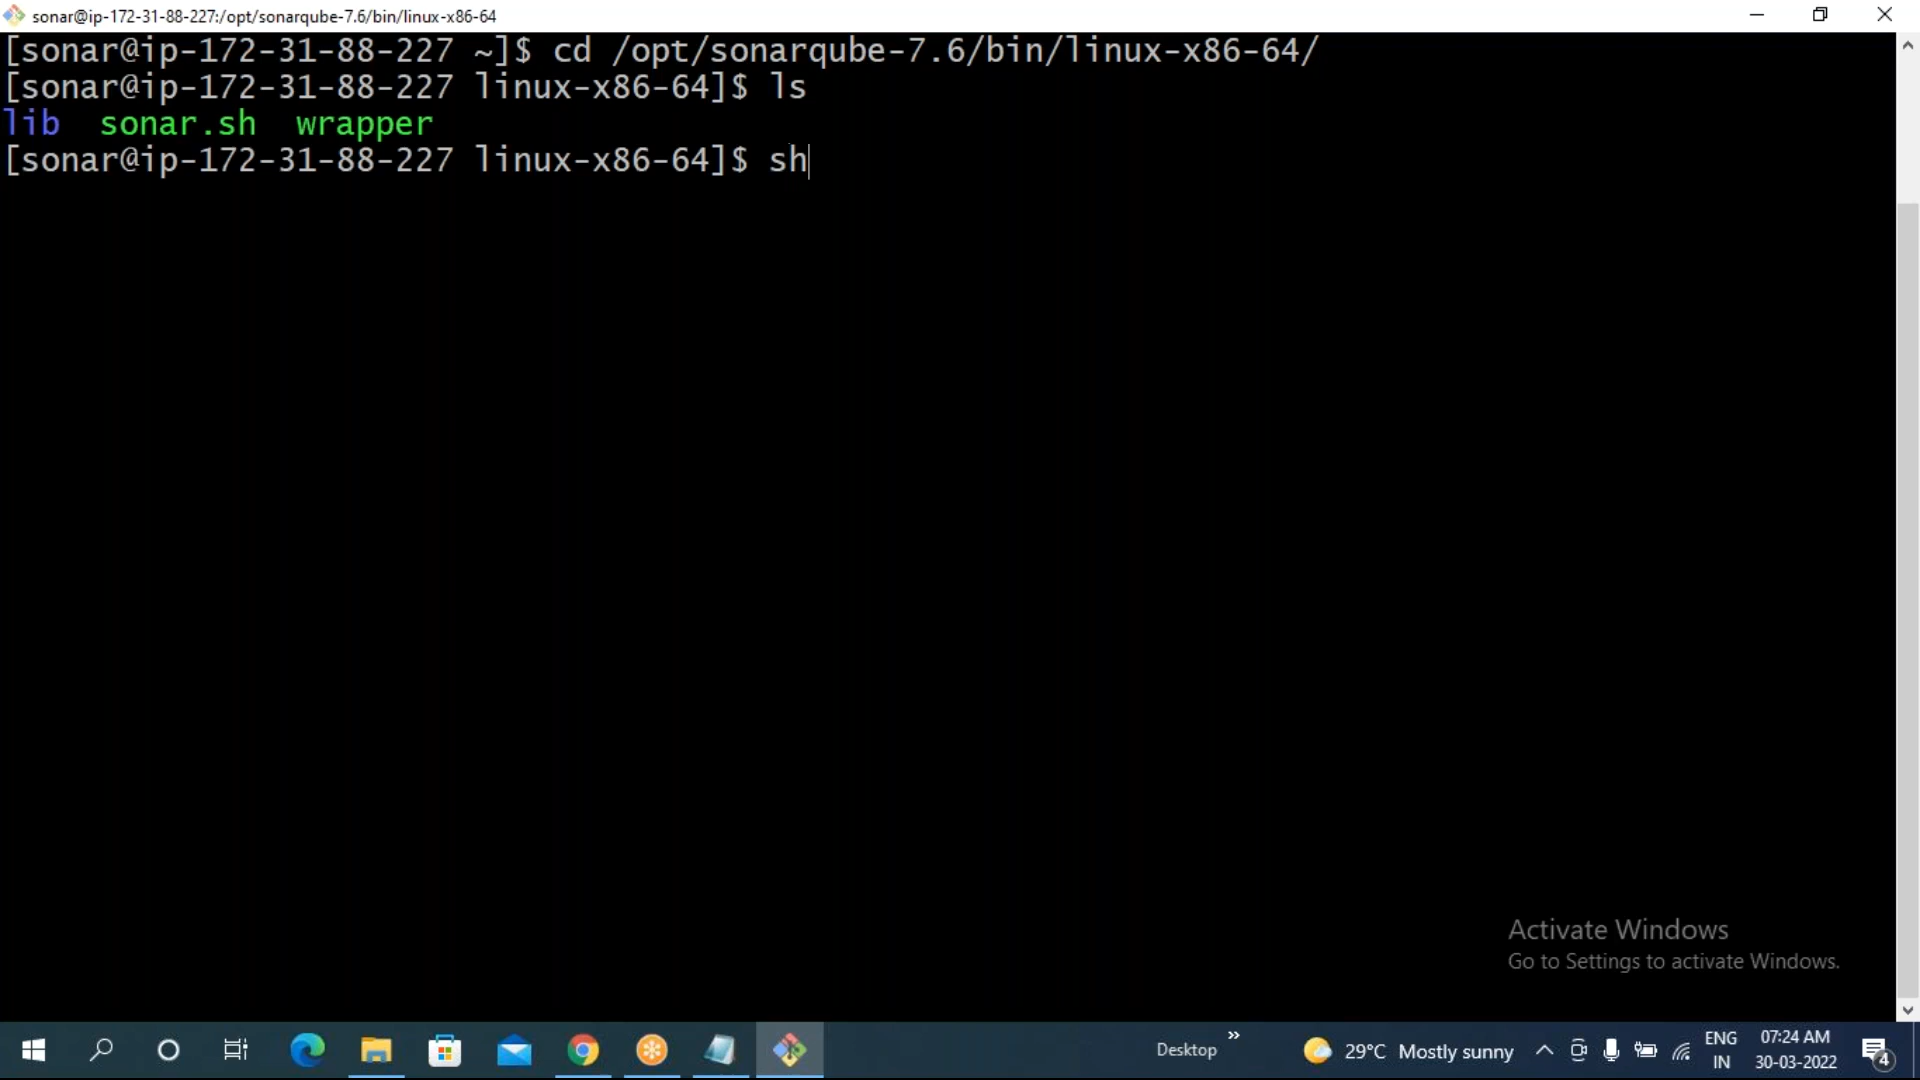 sonar@ip-172-31-88-227:/opt/sonarqube-7.6/bin/linux-x86-64
[sonar@ip-172-31-88-227 ~]$ cd /opt/sonarqube-7.6/bin/linux-x86-64/
[sonar@ip-172-31-88-227 linux-x86-64]$ ls
lib  sonar.sh  wrapper
[sonar@ip-172-31-88-227 linux-x86-64]$ sh
Activate Windows
Go to Settings to activate Windows.
Desktop » 29°C Mostly sunny ENG 07:24 AM
IN 30-03-2022 4